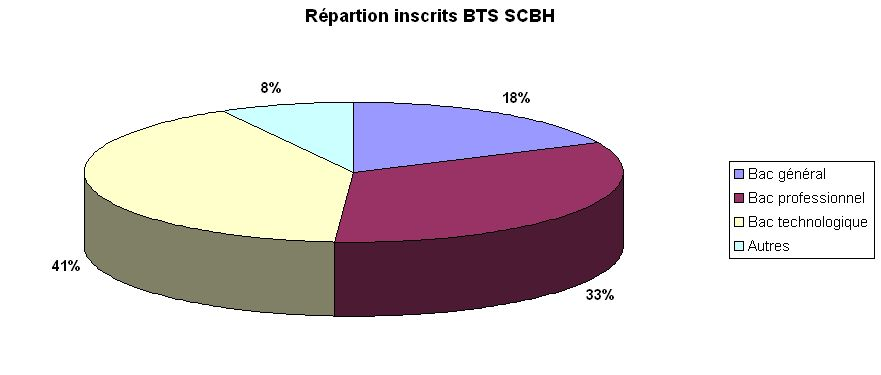 Répartion inscrits BTS SCBH
8%
18%
41%
33%
Bac général
Bac professionnel
Bac technologique
Autres